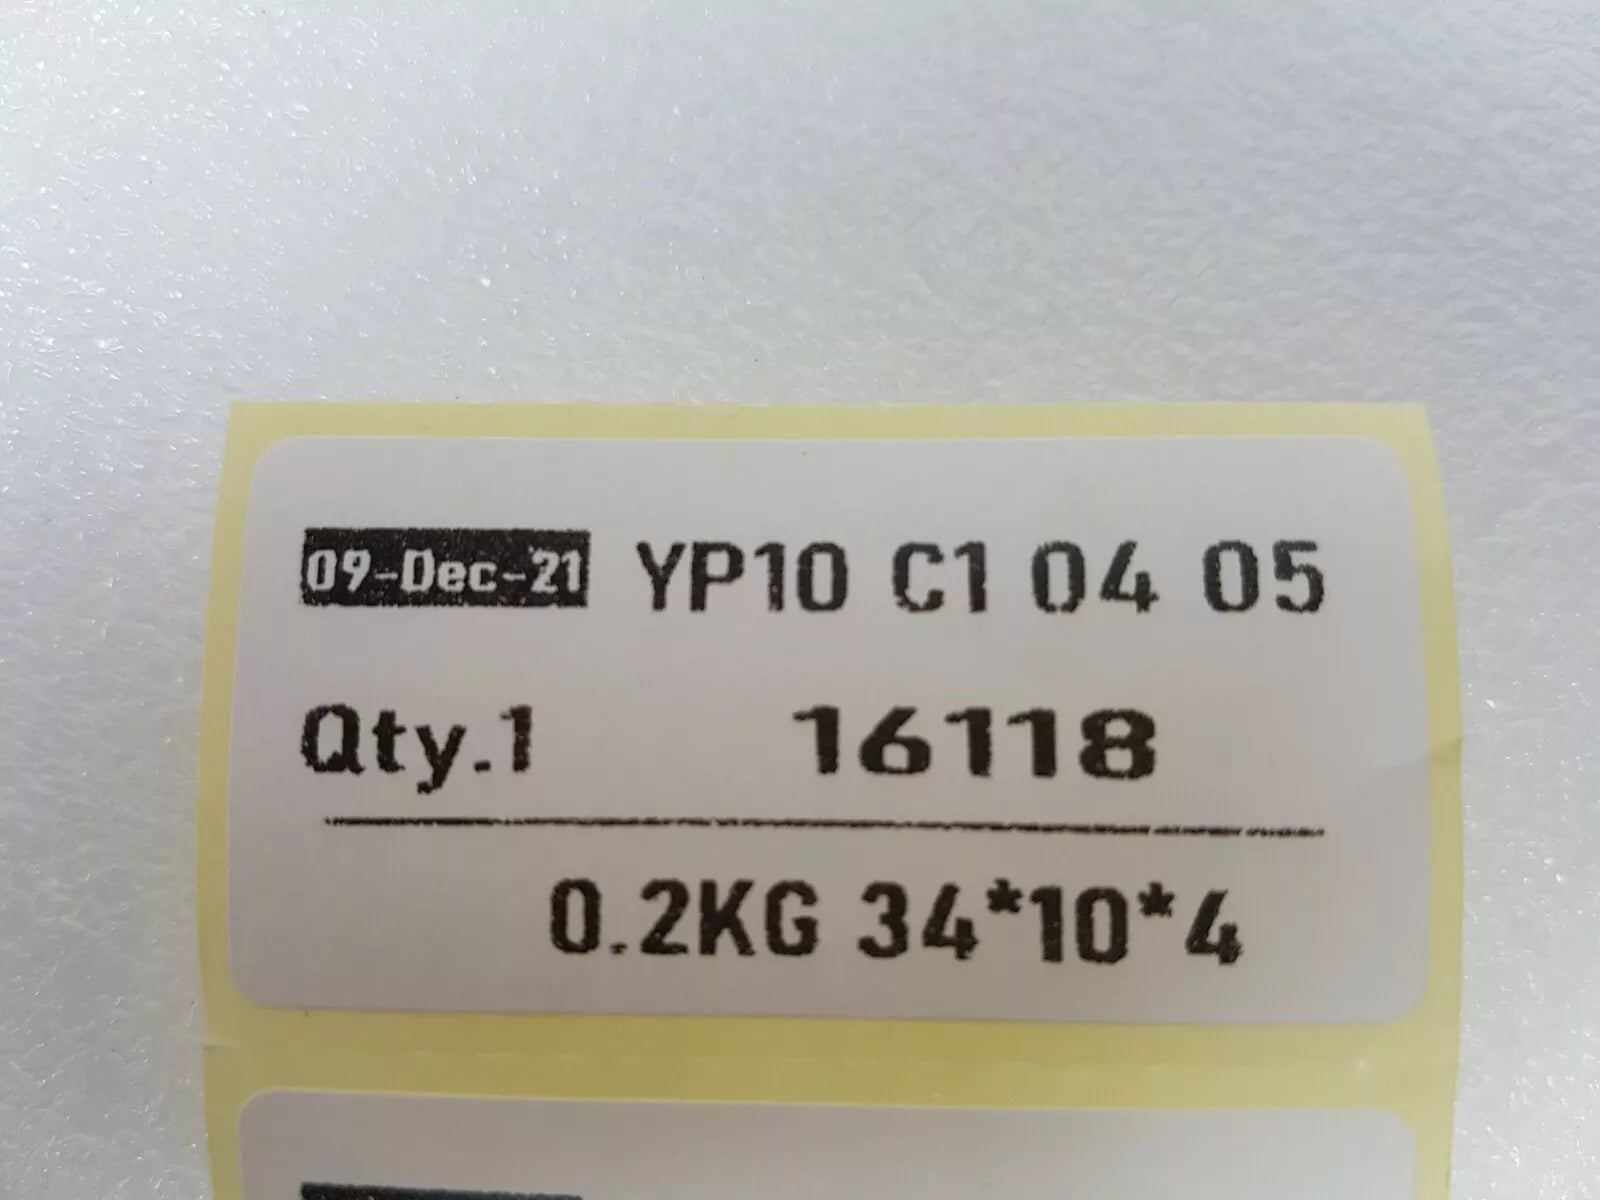 09-Dec-21 YP10 C1 04 05
Qty.1 16118
0.2KG 34*10*4